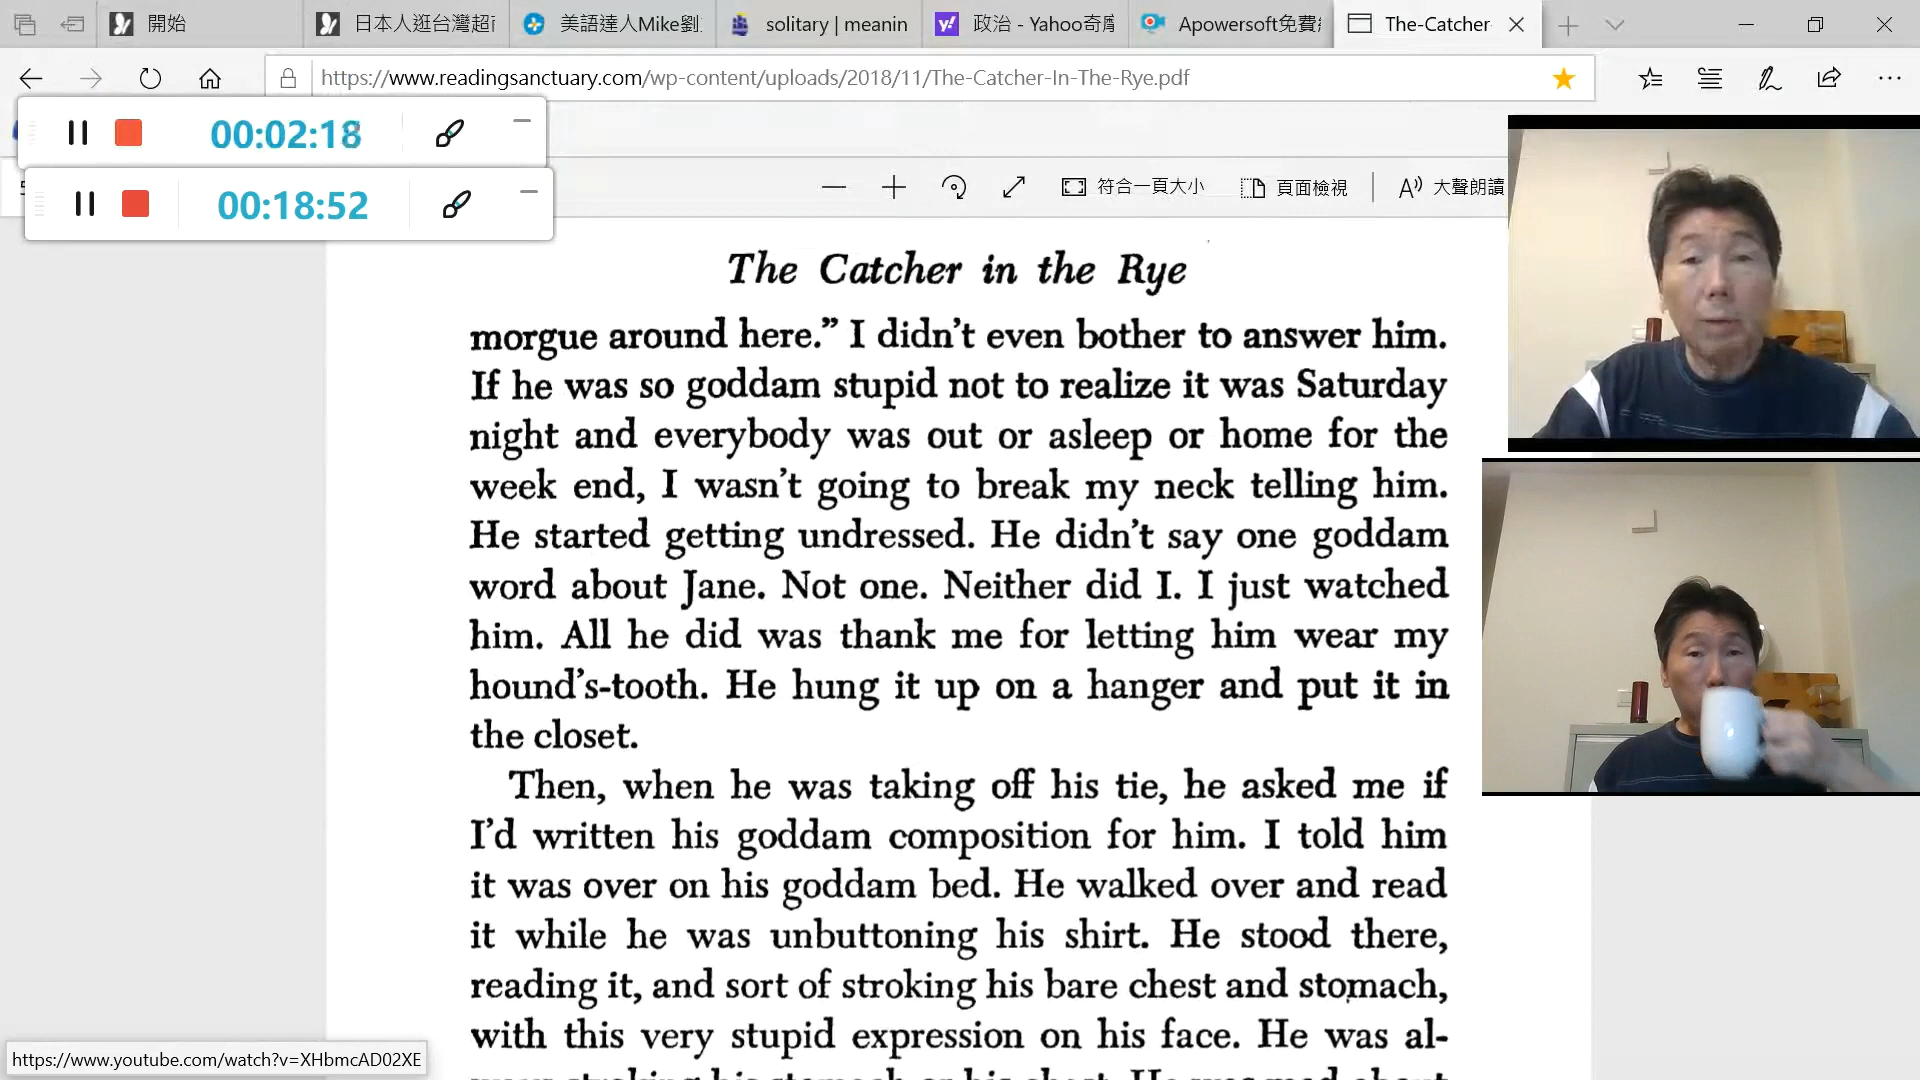 開始
日本人逛台灣超
美語達人Mike劉
solitary | meanin
政治 - Yahoo奇摩
Apowersoft免費
The-Catcher
https://www.readingsanctuary.com/wp-content/uploads/2018/11/The-Catcher-In-The-Rye.pdf
00:02:18
00:18:52
符合一頁大小
頁面檢視
大聲朗讀
The Catcher in the Rye
morgue around here.” I didn’t even bother to answer him.
If he was so goddam stupid not to realize it was Saturday
night and everybody was out or asleep or home for the
week end, I wasn’t going to break my neck telling him.
He started getting undressed. He didn’t say one goddam
word about Jane. Not one. Neither did I. I just watched
him. All he did was thank me for letting him wear my
hound’s-tooth. He hung it up on a hanger and put it in
the closet.
Then, when he was taking off his tie, he asked me if
I’d written his goddam composition for him. I told him
it was over on his goddam bed. He walked over and read
it while he was unbuttoning his shirt. He stood there,
reading it, and sort of stroking his bare chest and stomach,
with this very stupid expression on his face. He was al-
https://www.youtube.com/watch?v=XHbmcAD02XE